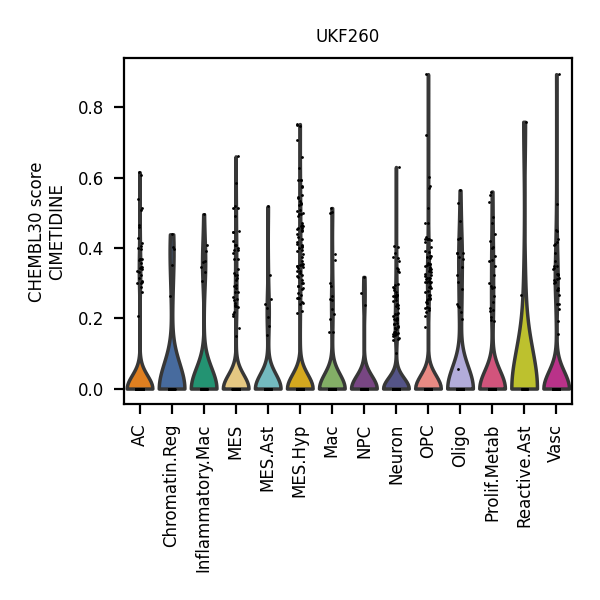 UKF260
CHEMBL30 score
CIMETIDINE
0.8
0.6
0.4
0.2
0.0
AC
Chromatin.Reg
Inflammatory.Mac
MES
MES.Ast
MES.Hyp
Mac
NPC
Neuron
OPC
Oligo
Prolif.Metab
Reactive.Ast
Vasc